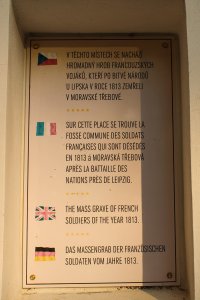 V TĚCHTO MÍSTECH SE NACHÁZÍ
HROMADNÝ HROB FRANCOUZSKÝCH
VOJÁKŮ, KTEŘÍ PO BITVĚ NÁRODŮ
U LIPSKA V ROCE 1813 ZEMŘELI
V MORAVSKÉ TŘEBOVÉ.
SUR CETTE PLACE SE TROUVE LA
FOSSE COMMUNE DES SOLDATS
FRANÇAISES QUI SONT DÉSÉDÉS
EN 1813 á MORAVSKÁ TŘEBOVÁ
APRÉS LA BATTAILLE DES
NATIONS PRÉS DE LEIPZIG.
THE MASS GRAVE OF FRENCH
SOLDIERS OF THE YEAR 1813.
DAS MASSENGRAB DER FRANZÖSISCHEN
SOLDATEN VOM JAHRE 1813.